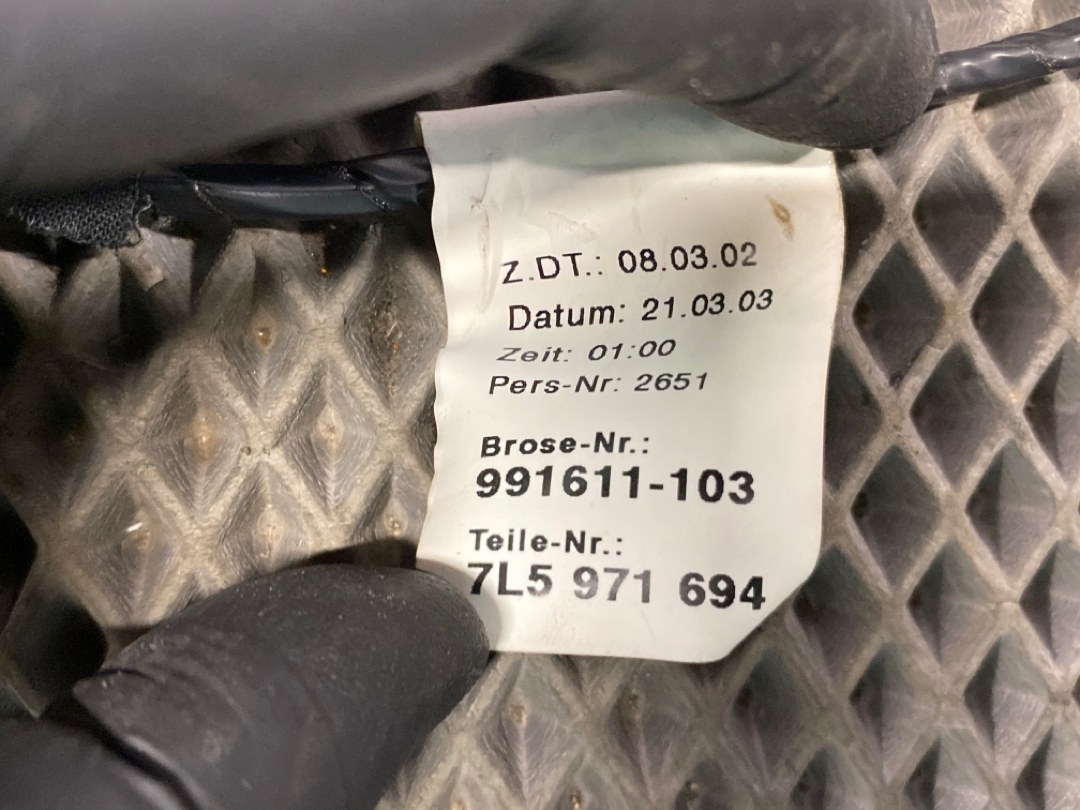 Z.DT.: 08.03.02
Datum: 21.03.03
Zeit: 01:00
Pers-Nr: 2651
Brose-Nr.:
991611-103
Teile-Nr.:
7L5 971 694